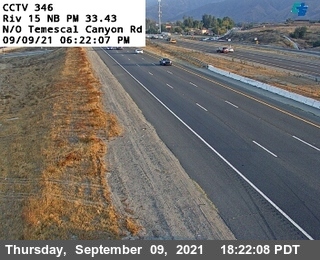 CCTV 346
Riv 15 NB PM 33.43
N/O Temescal Canyon Rd
09/09/21 06:22:07 PM
Thursday, September 09, 2021 18:22:08 PDT